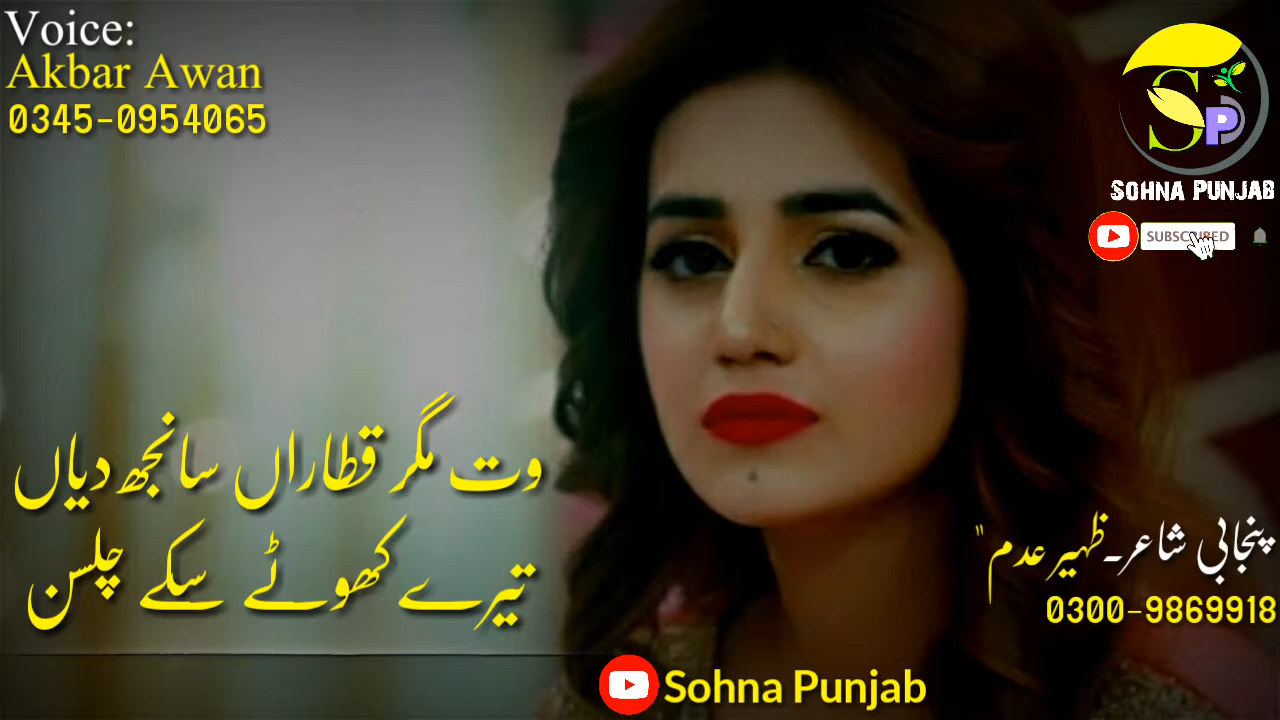 Voice:
Akbar Awan
0345-0954065
SP
SOHNA PUNJAB
SUBSCRIBED
وت مگر قطاراں سانجھ دیاں
تیرے کھوٹے سکے چلسن
پنجابی شاعر۔ظہیر عدم"
0300-9869918
Sohna Punjab